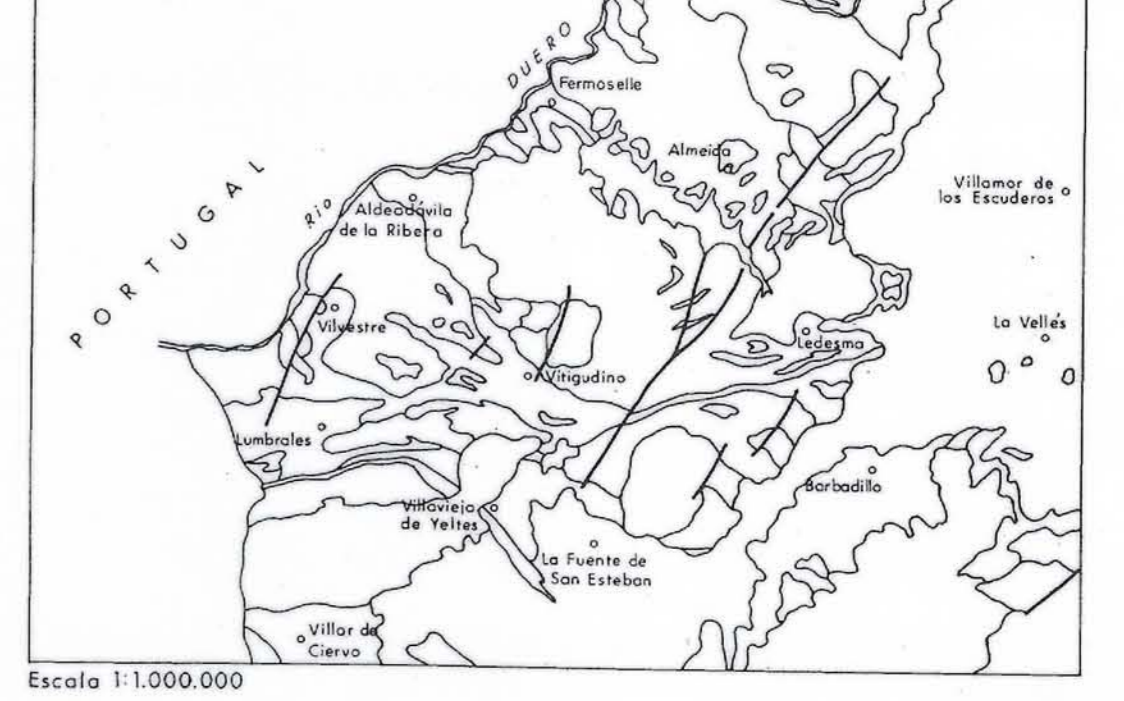 DUERO
Fermoselle
Almeida
Villamor de
los Escuderos
PORTUGAL
Rio
Aldeadávila
de la Ribera
Vilvestre
La Vellés
Ledesma
Vitigudino
Lumbrales
Barbadillo
Villavieja
de Yeltes
La Fuente de
San Esteban
Villar de
Ciervo
Escala 1:1.000.000